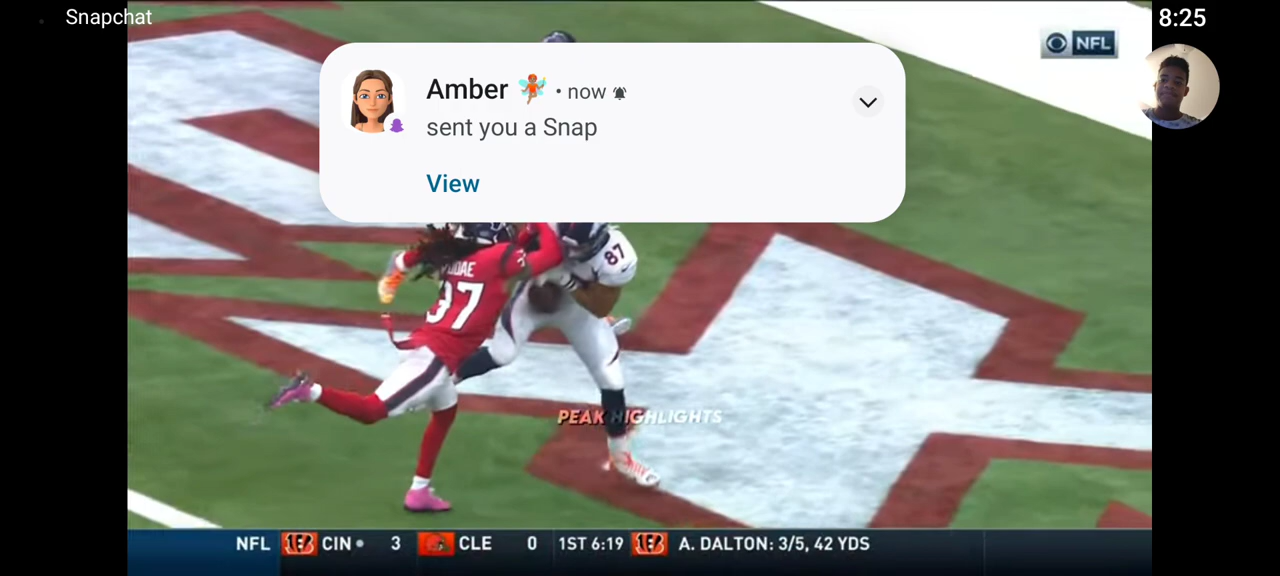 Snapchat
8:25
NFL
Amber • now
sent you a Snap
View
87
37
PEAK HIGHLIGHTS
NFL CIN 3 CLE 0 1ST 6:19 A. DALTON: 3/5, 42 YDS